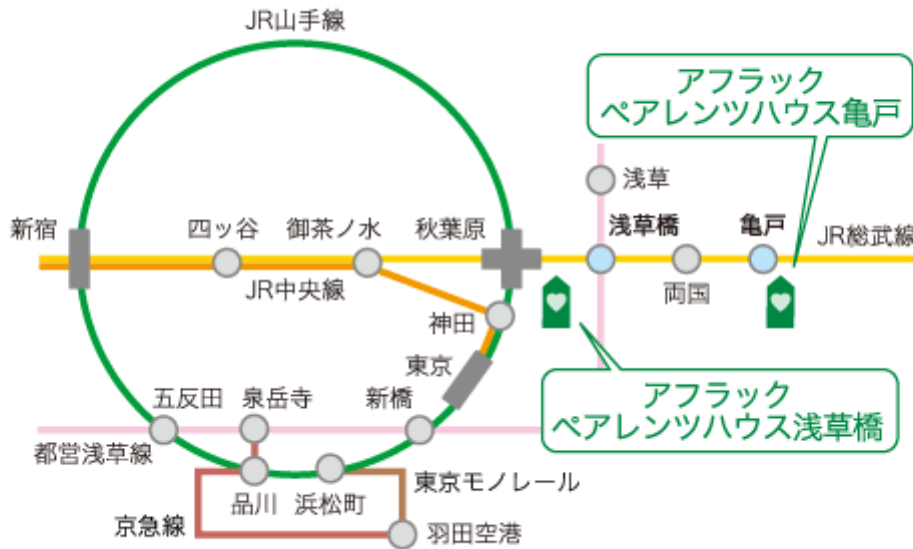 JR山手線
アフラック
ペアレンツハウス亀戸
浅草
新宿
四ッ谷
御茶ノ水
秋葉原
浅草橋
亀戸
JR総武線
JR中央線
両国
神田
東京
アフラック
ペアレンツハウス浅草橋
五反田
泉岳寺
新橋
都営浅草線
品川
浜松町
東京モノレール
京急線
羽田空港